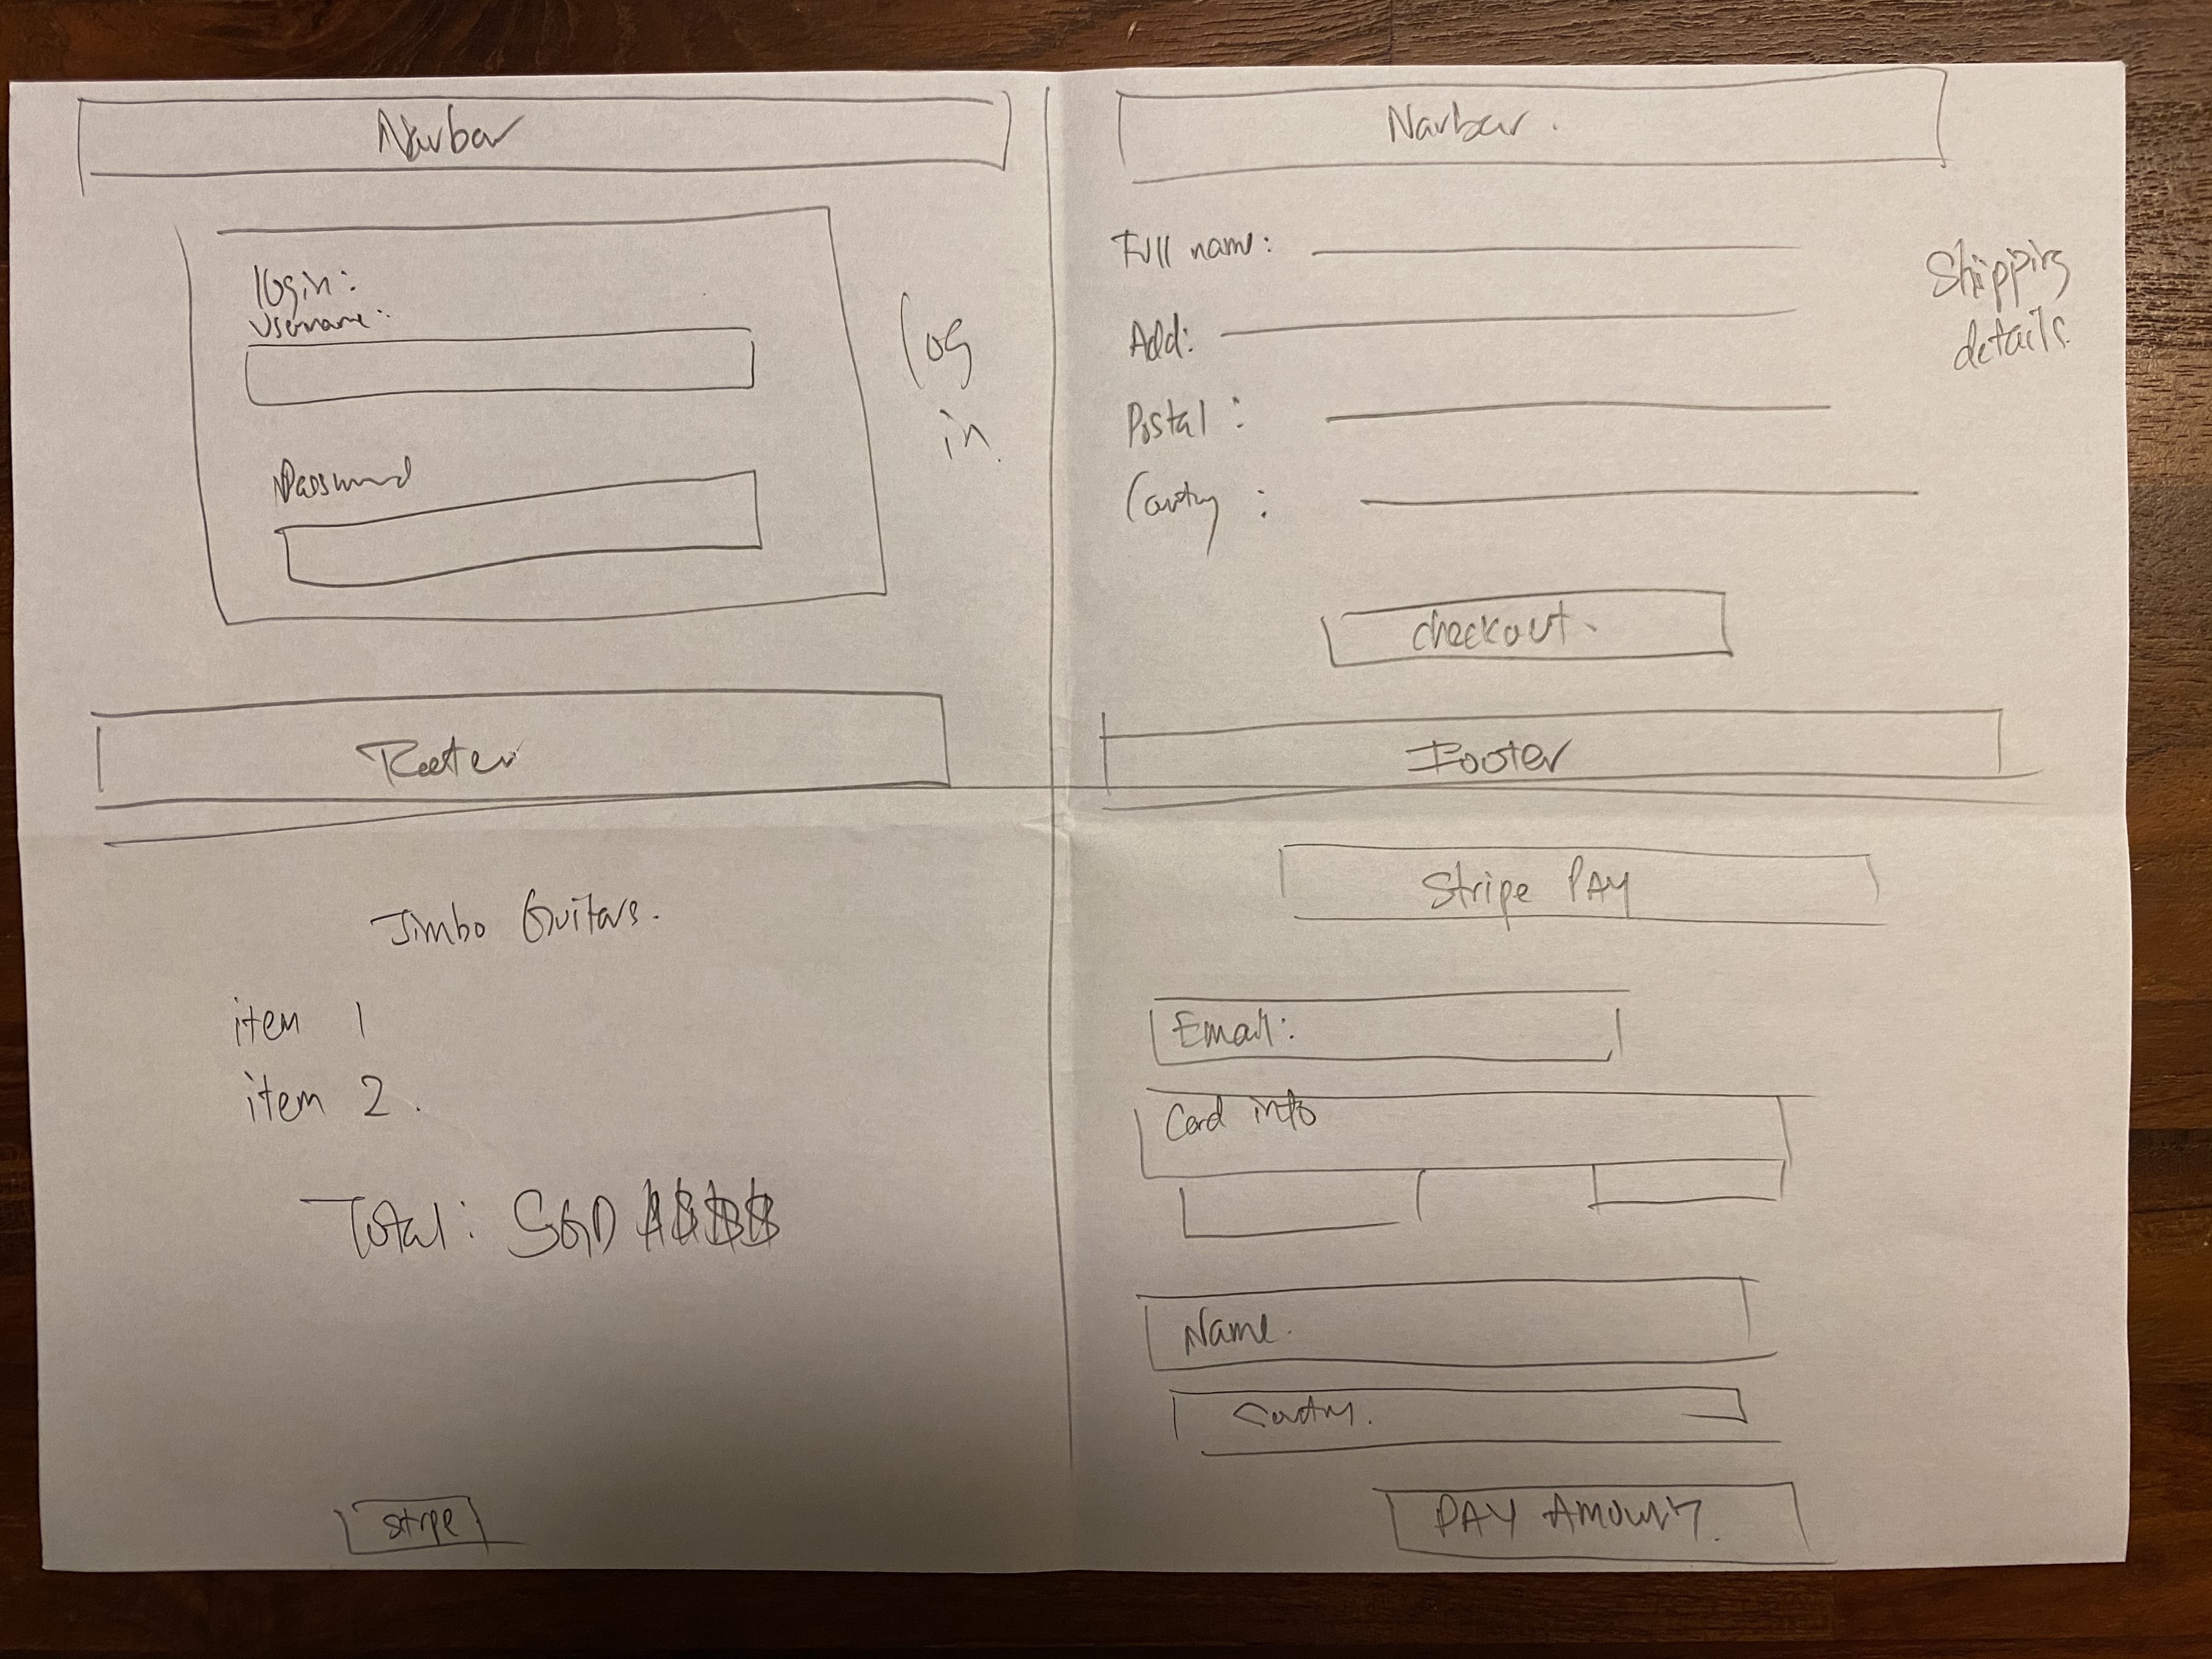 Navbar
login:
Username:
Password
Log
in.
Footer
Navbar.
Full name:
Add:
Postal:
Country:
Shipping
details.
checkout.
Footer
Jimbo Guitars.
item 1
item 2.
Total: SGD $$$$
stripe
Stripe PAY
Email:
Card info
Name.
Country.
PAY AMOUNT.